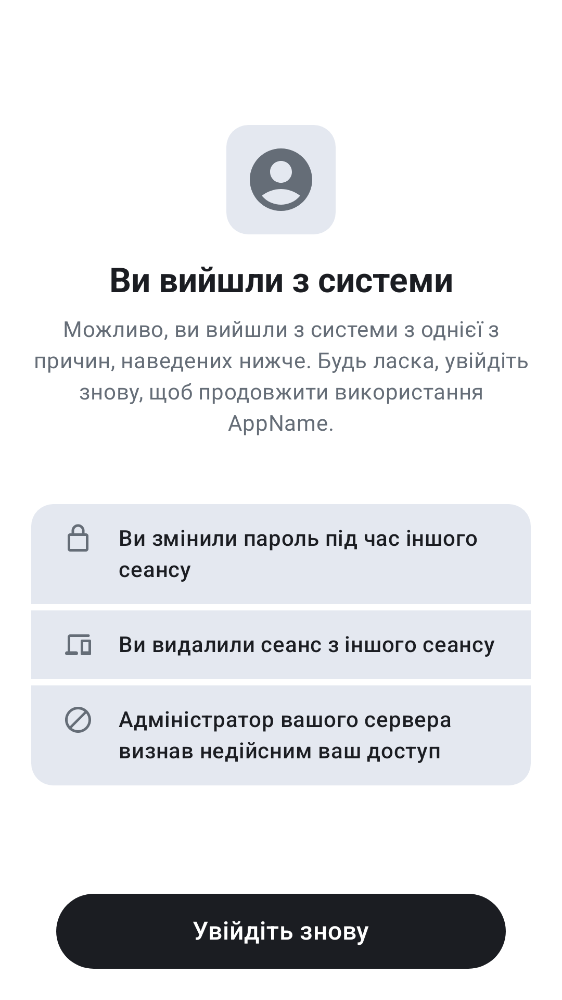 Ви вийшли з системи
Можливо, ви вийшли з системи з однієї з
причин, наведених нижче. Будь ласка, увійдіть
знову, щоб продовжити використання
AppName.
Ви змінили пароль під час іншого
сеансу
Ви видалили сеанс з іншого сеансу
Адміністратор вашого сервера
визнав недійсним ваш доступ
Увійдіть знову